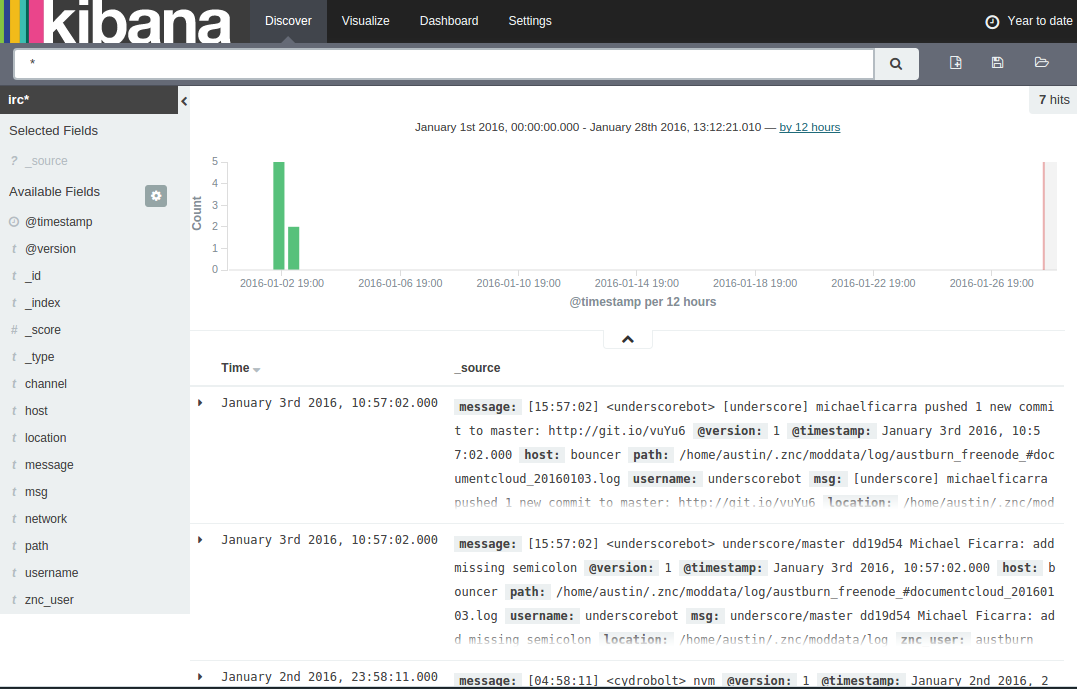 kibana Discover Visualize Dashboard Settings Year to date
*
irc* 7 hits
Selected Fields
? _source
Available Fields
@timestamp
t @version
t _id
t _index
# _score
t _type
t channel
t host
t location
t message
t msg
t network
t path
t username
t znc_user
January 1st 2016, 00:00:00.000 - January 28th 2016, 13:12:21.010 — by 12 hours
Count
5
4
3
2
1
0
2016-01-02 19:00 2016-01-06 19:00 2016-01-10 19:00 2016-01-14 19:00 2016-01-18 19:00 2016-01-22 19:00 2016-01-26 19:00
@timestamp per 12 hours
Time _source
January 3rd 2016, 10:57:02.000 message: [15:57:02] <underscorebot> [underscore] michaelficarra pushed 1 new commi
t to master: http://git.io/vuYu6 @version: 1 @timestamp: January 3rd 2016, 10:5
7:02.000 host: bouncer path: /home/austin/.znc/moddata/log/austburn_freenode_#doc
umentcloud_20160103.log username: underscorebot msg: [underscore] michaelficarra
pushed 1 new commit to master: http://git.io/vuYu6 location: /home/austin/.znc/mod
January 3rd 2016, 10:57:02.000 message: [15:57:02] <underscorebot> underscore/master dd19d54 Michael Ficarra: add
missing semicolon @version: 1 @timestamp: January 3rd 2016, 10:57:02.000 host: b
ouncer path: /home/austin/.znc/moddata/log/austburn_freenode_#documentcloud_201601
03.log username: underscorebot msg: underscore/master dd19d54 Michael Ficarra: ad
d missing semicolon location: /home/austin/.znc/moddata/log znc_user: austburn
January 2nd 2016, 23:58:11.000 message: [04:58:11] <cydrobolt> nvm @version: 1 @timestamp: January 2nd 2016, 2